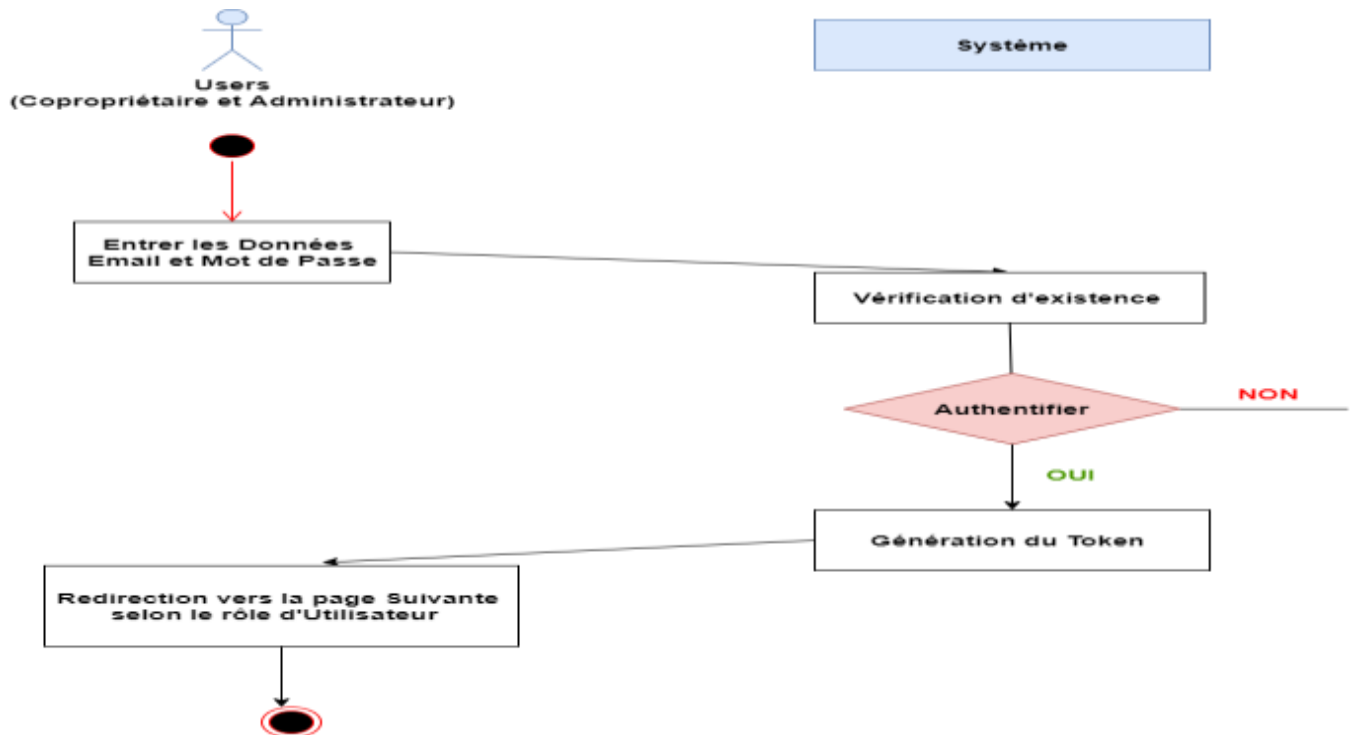 Système
Users
(Copropriétaire et Administrateur)
Entrer les Données
Email et Mot de Passe
Vérification d'existence
Authentifier
NON
OUI
Génération du Token
Redirection vers la page Suivante
selon le rôle d'Utilisateur